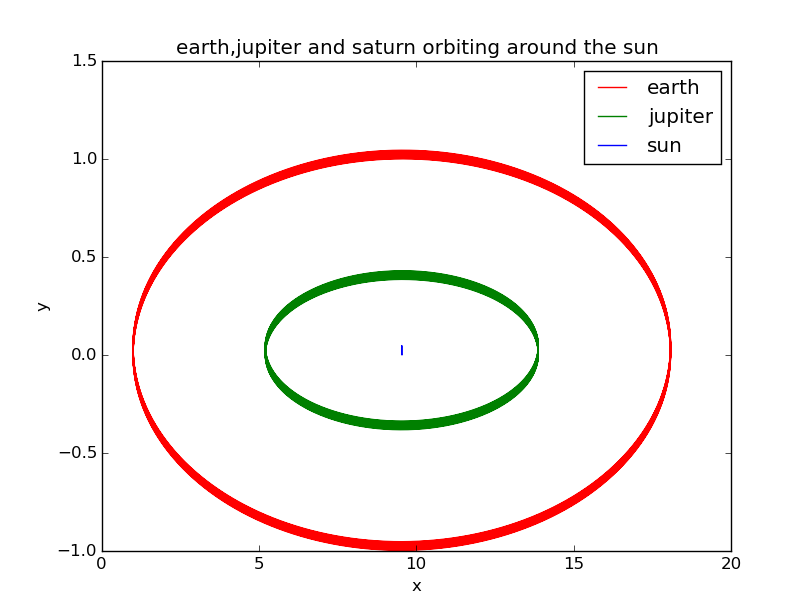 earth,jupiter and saturn orbiting around the sun
earth
jupiter
sun
1.5
1.0
0.5
0.0
−0.5
−1.0
y
0
5
10
15
20
x